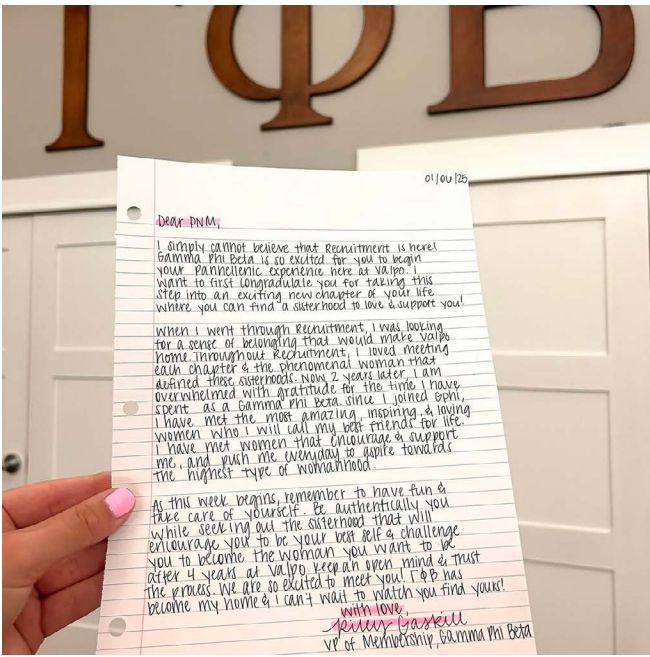 ΓΦΒ
01/06/25
Dear PNM,
I simply cannot believe that Recruitment is here!
Gamma Phi Beta is so excited for you to begin
your Panhellenic experience here at Valpo. I
want to first congradulate you for taking this
step into an exciting new chapter of your life
where you can find a sisterhood to love & support you!
When I went through Recruitment, I was looking
for a sense of belonging that would make Valpo
home. Throughout Recruitment, I loved meeting
each chapter & the phenomenal woman that
defined these sisterhoods. Now, 2 years later, I am
overwhelmed with gratitude for the time I have
spent as a Gamma Phi Beta. Since I joined GPhi,
I have met the most amazing, inspiring, & loving
women who I will call my best friends for life.
I have met women that encourage & support
me, and push me everyday to aspire towards
the highest type of womanhood.
As this week begins, remember to have fun &
take care of yourself. Be authentically you
while seeking out the sisterhood that will
encourage you to be your best self & challenge
you to become the woman you want to be
after 4 years at Valpo. Keep an open mind & trust
the process. We are so excited to meet you! ΓΦΒ has
become my home & I can't wait to watch you find yours!
With love,
Riley Gaskill
VP of Membership, Gamma Phi Beta